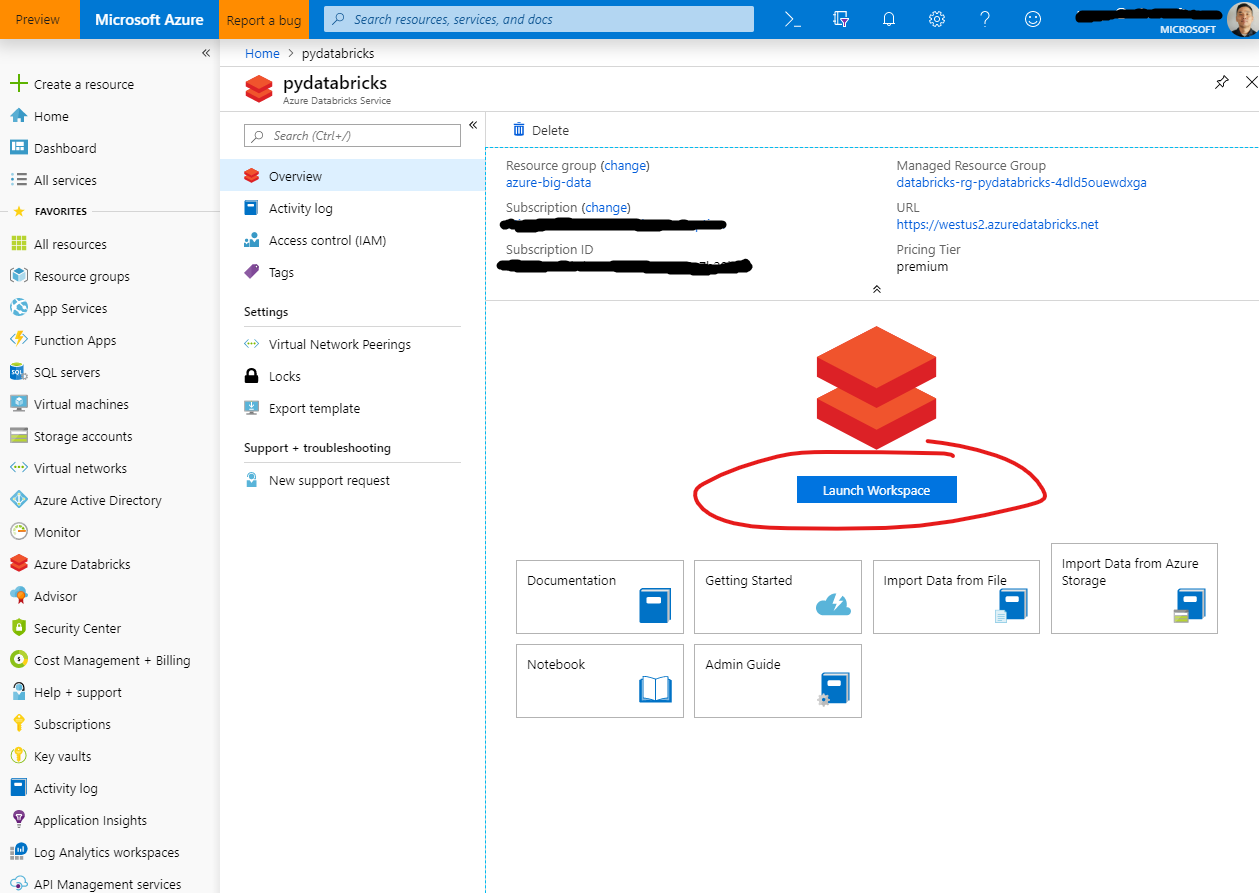 Preview
Microsoft Azure
Report a bug
Search resources, services, and docs
MICROSOFT
Create a resource
Home
Dashboard
All services
FAVORITES
All resources
Resource groups
App Services
Function Apps
SQL servers
Virtual machines
Storage accounts
Virtual networks
Azure Active Directory
Monitor
Azure Databricks
Advisor
Security Center
Cost Management + Billing
Help + support
Subscriptions
Key vaults
Activity log
Application Insights
Log Analytics workspaces
API Management services
Home > pydatabricks
pydatabricks
Azure Databricks Service
Search (Ctrl+/)
Overview
Activity log
Access control (IAM)
Tags
Settings
Virtual Network Peerings
Locks
Export template
Support + troubleshooting
New support request
Delete
Resource group (change)
azure-big-data
Subscription (change)
Subscription ID
Managed Resource Group
databricks-rg-pydatabricks-4dld5ouewdxga
URL
https://westus2.azuredatabricks.net
Pricing Tier
premium
Launch Workspace
Documentation
Getting Started
Import Data from File
Import Data from Azure
Storage
Notebook
Admin Guide